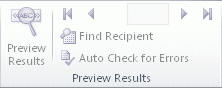 ABC
Preview
Results
Find Recipient
Auto Check for Errors
Preview Results